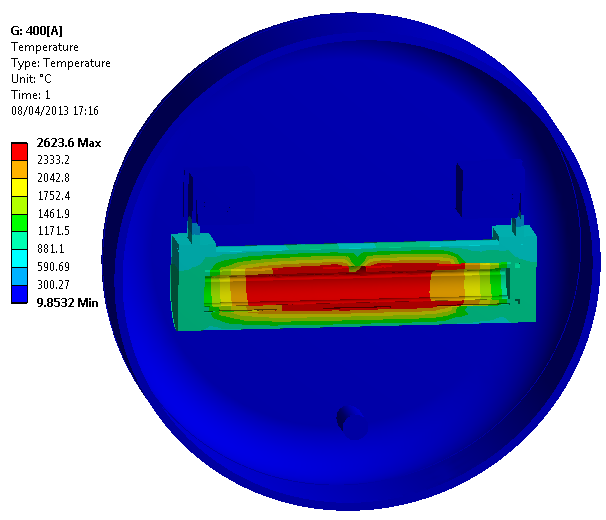 G: 400[A]
Temperature
Type: Temperature
Unit: °C
Time: 1
08/04/2013 17:16
2623.6 Max
2333.2
2042.8
1752.4
1461.9
1171.5
881.1
590.69
300.27
9.8532 Min